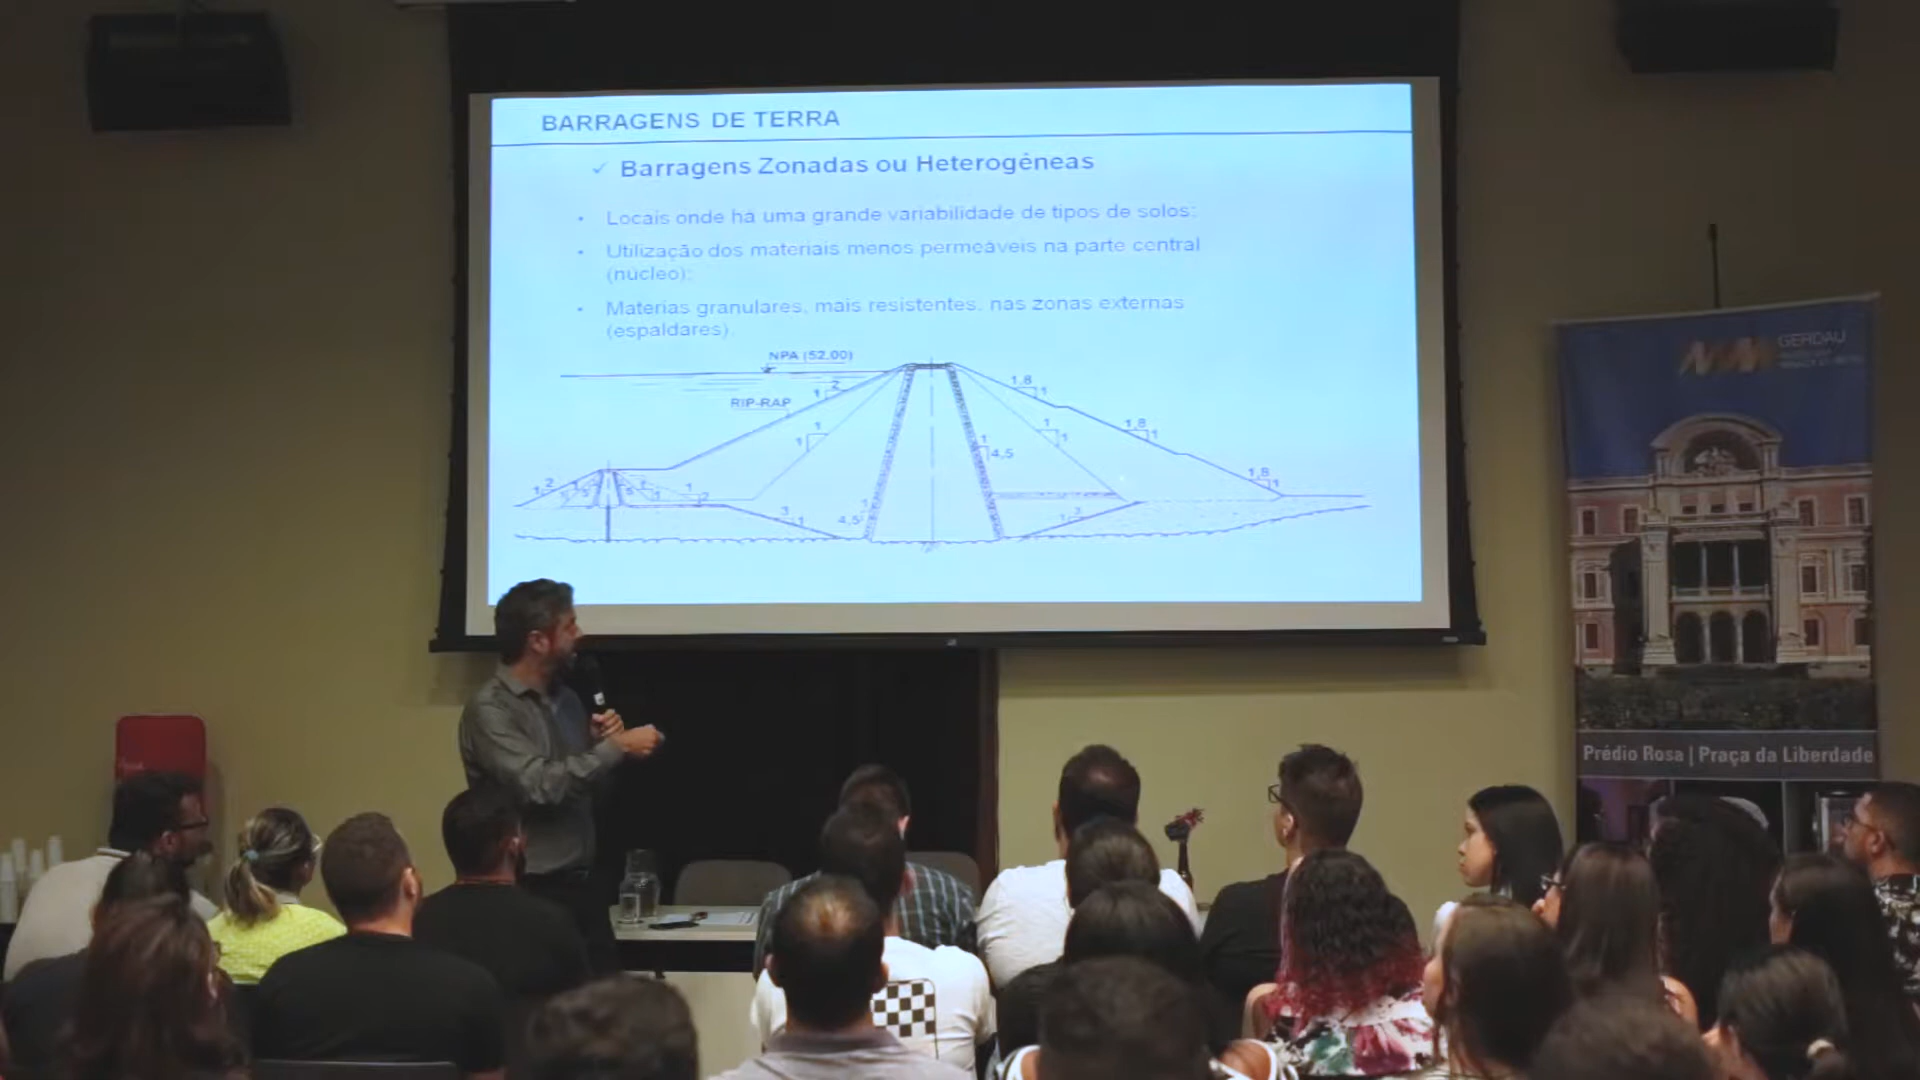 BARRAGENS DE TERRA
✓ Barragens Zonadas ou Heterogêneas
• Locais onde há uma grande variabilidade de tipos de solos;
• Utilização dos materiais menos permeáveis na parte central
(núcleo);
• Materias granulares, mais resistentes, nas zonas externas
(espaldares).
NPA (52.00)
RIP-RAP
1 2
1 1
1,8 1
1 1
1,8 1
1 4,5
1,8 1
1 2
1 2
3 1
4,5 1
1 3
GERDAU
Prédio Rosa | Praça da Liberdade